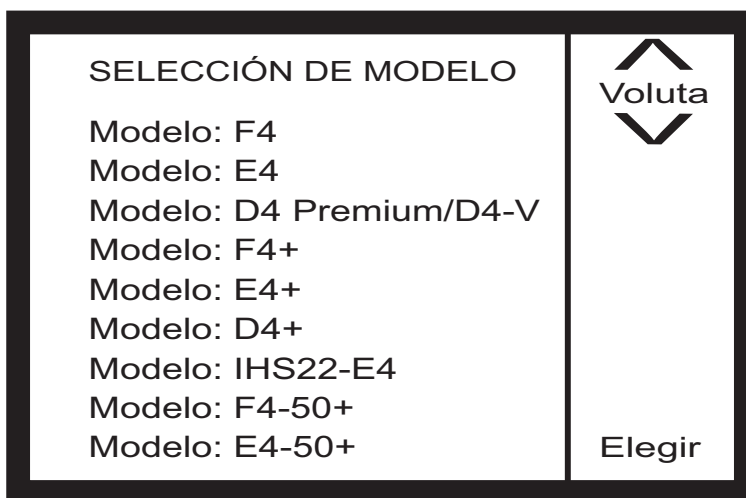 SELECCIÓN DE MODELO
Modelo: F4
Modelo: E4
Modelo: D4 Premium/D4-V
Modelo: F4+
Modelo: E4+
Modelo: D4+
Modelo: IHS22-E4
Modelo: F4-50+
Modelo: E4-50+
Voluta
Elegir